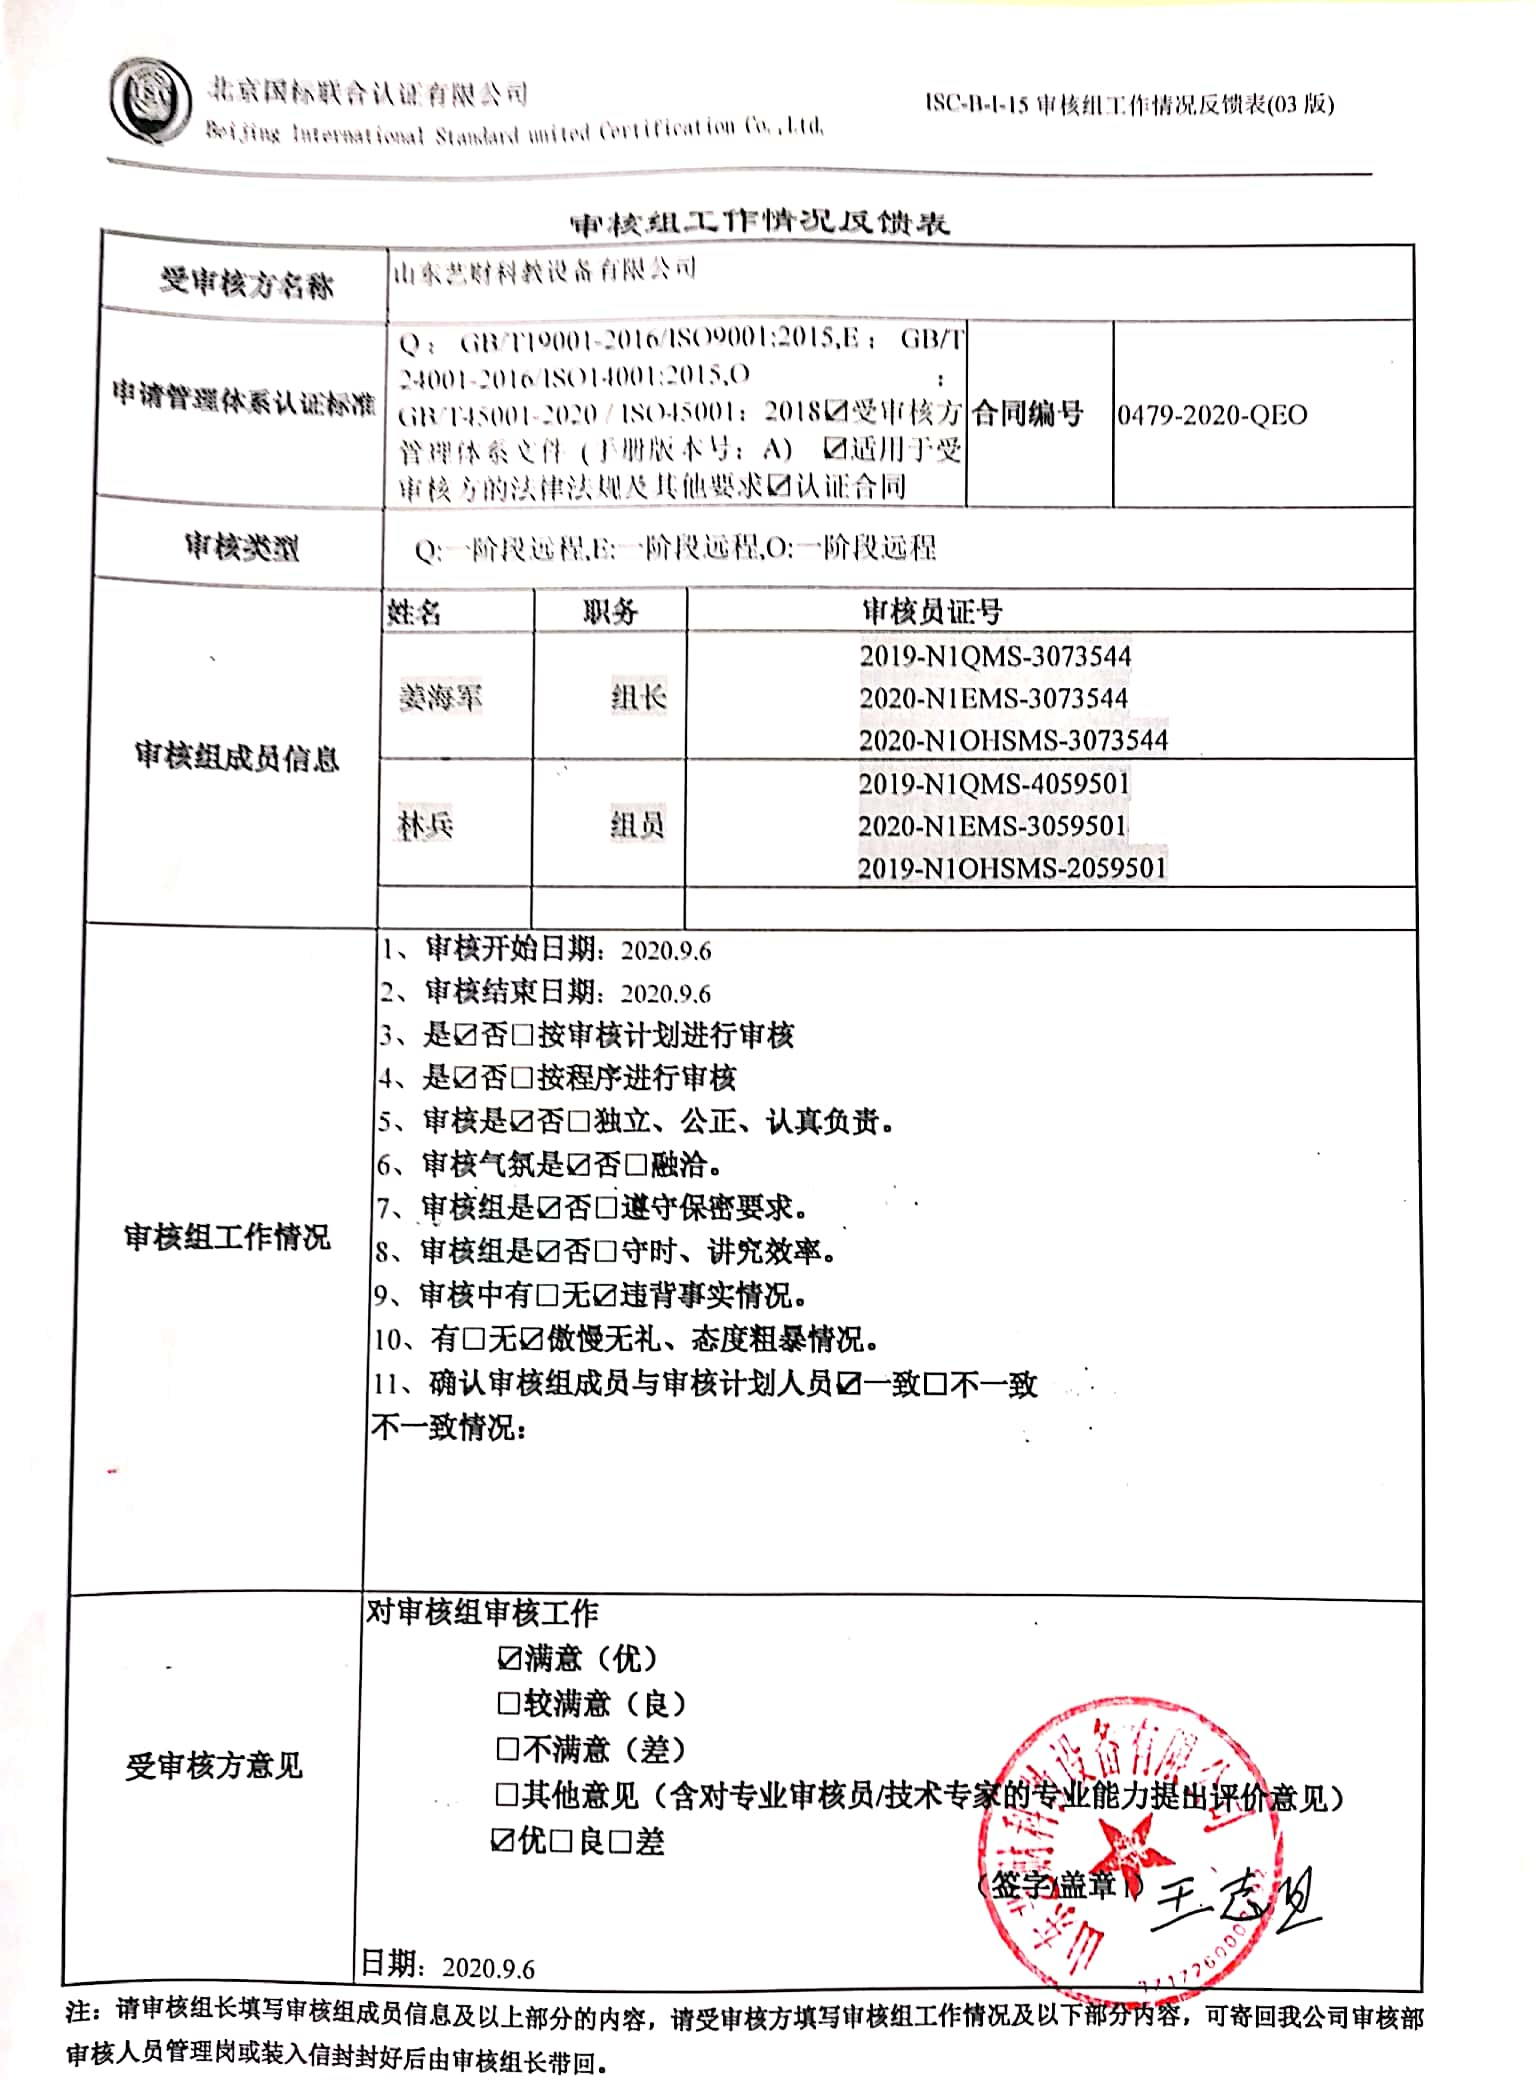 北京国标联合认证有限公司
Beijing International Standard united Certification Co.,Ltd.
ISC-B-I-15 审核组工作情况反馈表(03 版)
审核组工作情况反馈表
受审核方名称
山东艺财科教设备有限公司
申请管理体系认证标准
Q： GB/T19001-2016/ISO9001:2015,E： GB/T
24001-2016/ISO14001:2015,O ：
GB/T45001-2020 / ISO45001：2018☑受审核方
管理体系文件（手册版本号：A） ☑适用于受
审核方的法律法规及其他要求☑认证合同
合同编号
0479-2020-QEO
审核类型
Q:一阶段远程,E:一阶段远程,O:一阶段远程
审核组成员信息
姓名 职务 审核员证号
姜海军 组长
2019-N1QMS-3073544
2020-N1EMS-3073544
2020-N1OHSMS-3073544
林兵 组员
2019-N1QMS-4059501
2020-N1EMS-3059501
2019-N1OHSMS-2059501
审核组工作情况
1、审核开始日期：2020.9.6
2、审核结束日期：2020.9.6
3、是☑否□按审核计划进行审核
4、是☑否□按程序进行审核
5、审核是☑否□独立、公正、认真负责。
6、审核气氛是☑否□融洽。
7、审核组是☑否□遵守保密要求。
8、审核组是☑否□守时、讲究效率。
9、审核中有□无☑违背事实情况。
10、有□无☑傲慢无礼、态度粗暴情况。
11、确认审核组成员与审核计划人员☑一致□不一致
不一致情况：
受审核方意见
对审核组审核工作
☑满意（优）
□较满意（良）
□不满意（差）
□其他意见（含对专业审核员/技术专家的专业能力提出评价意见）
☑优□良□差
（签字/盖章）
日期：2020.9.6
注：请审核组长填写审核组成员信息及以上部分的内容，请受审核方填写审核组工作情况及以下部分内容，可寄回我公司审核部
审核人员管理岗或装入信封封好后由审核组长带回。